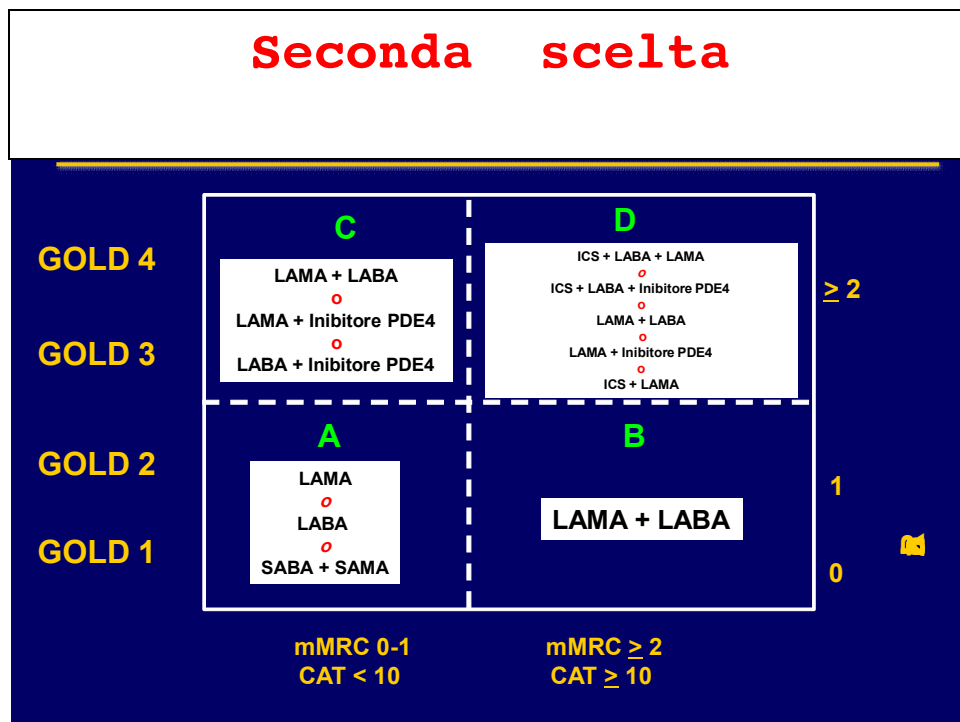 Seconda scelta
C
D
GOLD 4
GOLD 3
LAMA + LABA
o
LAMA + Inibitore PDE4
o
LABA + Inibitore PDE4
ICS + LABA + LAMA
o
ICS + LABA + Inibitore PDE4
o
LAMA + LABA
o
LAMA + Inibitore PDE4
o
ICS + LAMA
≥ 2
A
B
GOLD 2
GOLD 1
LAMA
o
LABA
o
SABA + SAMA
LAMA + LABA
1
0
mMRC 0-1
CAT < 10
mMRC ≥ 2
CAT ≥ 10